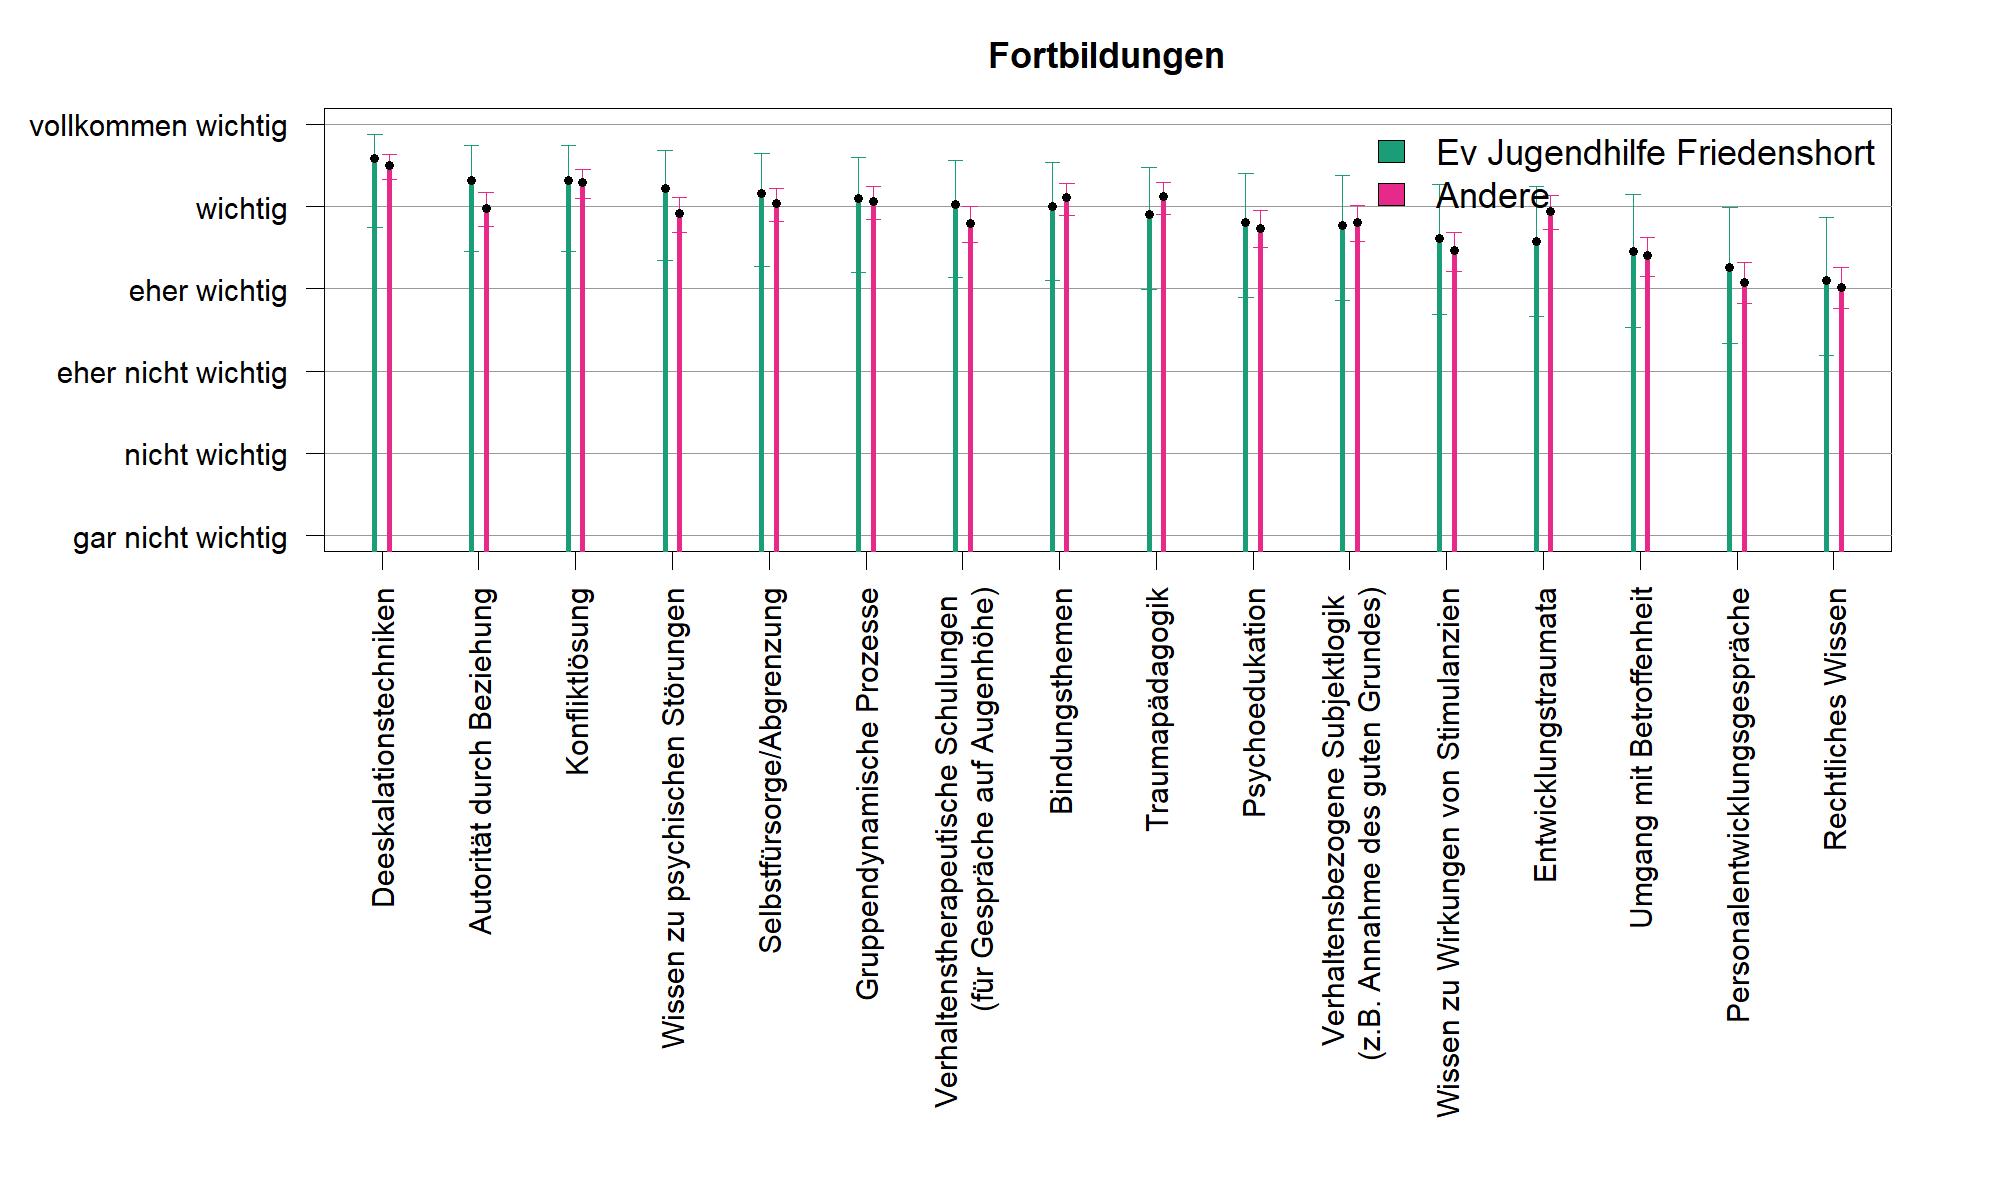 Fortbildungen
vollkommen wichtig
wichtig
eher wichtig
eher nicht wichtig
nicht wichtig
gar nicht wichtig
Ev Jugendhilfe Friedenshort
Andere
Deeskalationstechniken
Autorität durch Beziehung
Konfliktlösung
Wissen zu psychischen Störungen
Selbstfürsorge/Abgrenzung
Gruppendynamische Prozesse
Verhaltenstherapeutische Schulungen
(für Gespräche auf Augenhöhe)
Bindungsthemen
Traumapädagogik
Psychoedukation
Verhaltensbezogene Subjektlogik
(z.B. Annahme des guten Grundes)
Wissen zu Wirkungen von Stimulanzien
Entwicklungstraumata
Umgang mit Betroffenheit
Personalentwicklungsgespräche
Rechtliches Wissen